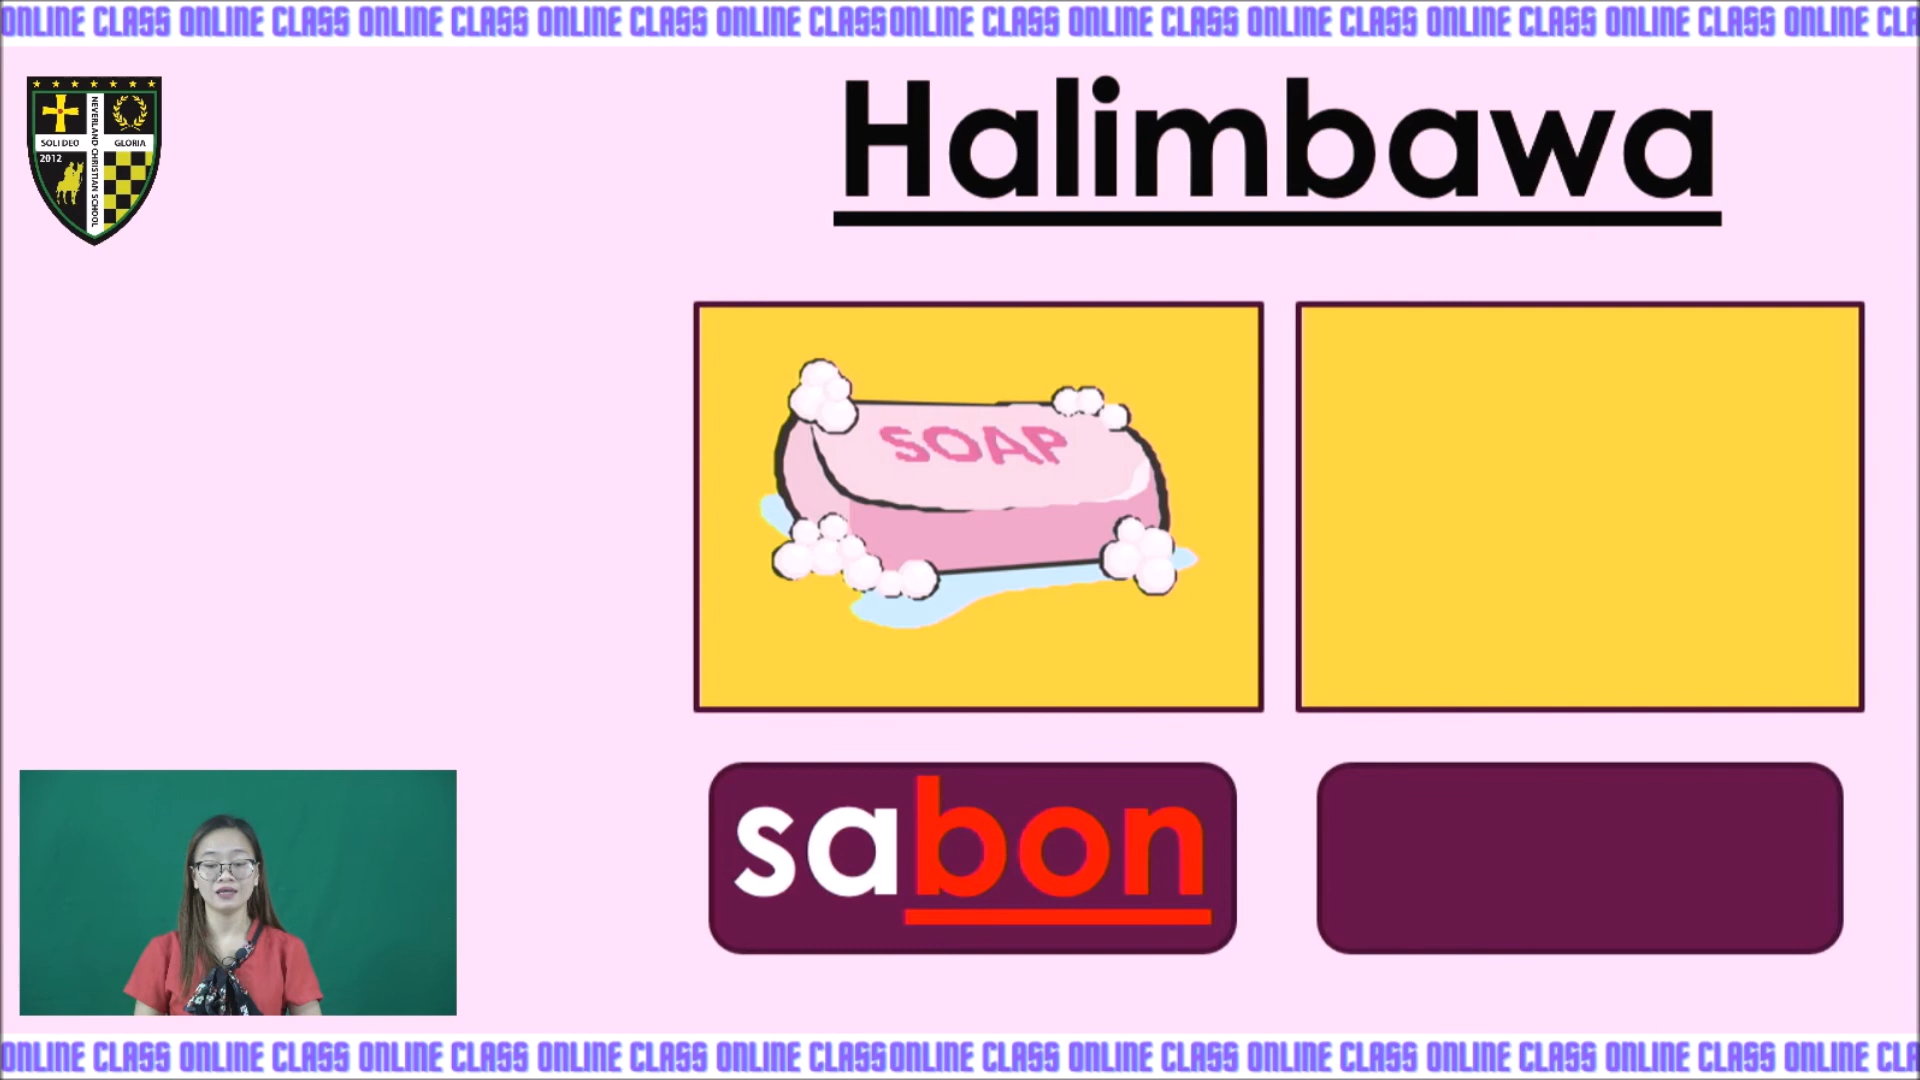 ONLINE CLASS ONLINE CLASS ONLINE CLASS ONLINE CLASS ONLINE CLASS ONLINE CLASS ONLINE CLASS ONLINE CLASS ONLINE CLASS ONLINE CLASS ONLINE CLA
SOLI DEO GLORIA
2012
NEVERLAND CHRISTIAN SCHOOL
Halimbawa
SOAP
sabon
ONLINE CLASS ONLINE CLASS ONLINE CLASS ONLINE CLASS ONLINE CLASS ONLINE CLASS ONLINE CLASS ONLINE CLASS ONLINE CLASS ONLINE CLASS ONLINE CLA